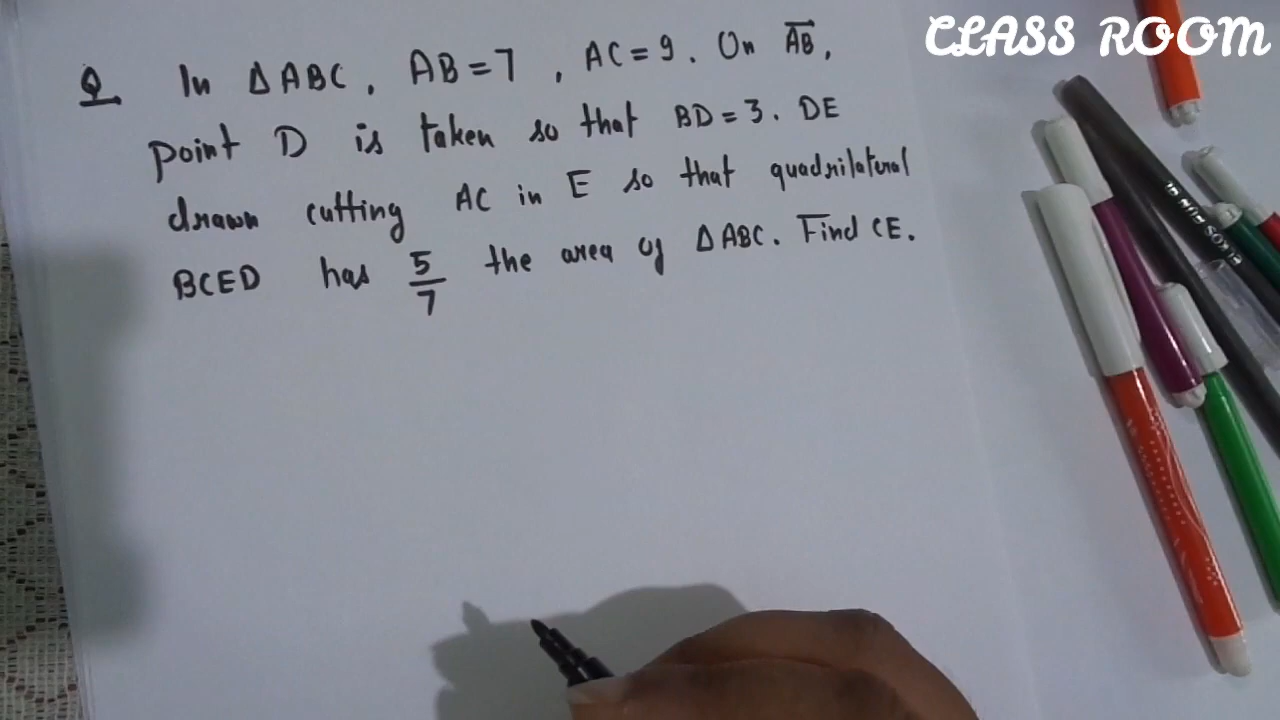 CLASS ROOM
Q In ΔABC, AB = 7, AC = 9. On A͞B,
point D is taken so that BD = 3. DE
drawn cutting AC in E so that quadrilateral
BCED has 5/7 the area of ΔABC. Find CE.